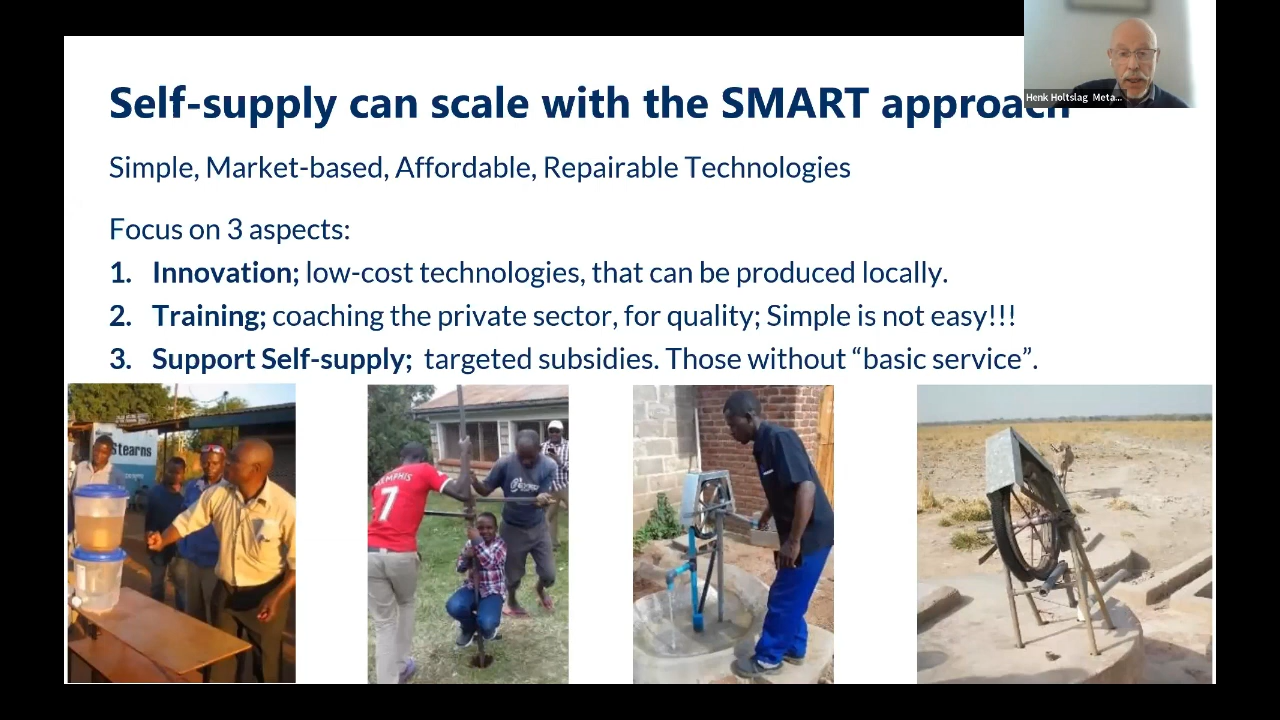 Self-supply can scale with the SMART approach
Henk Holtslag Meta...
Simple, Market-based, Affordable, Repairable Technologies
Focus on 3 aspects:
1. Innovation; low-cost technologies, that can be produced locally.
2. Training; coaching the private sector, for quality; Simple is not easy!!!
3. Support Self-supply; targeted subsidies. Those without “basic service”.
Stearns
MEMPHIS
7